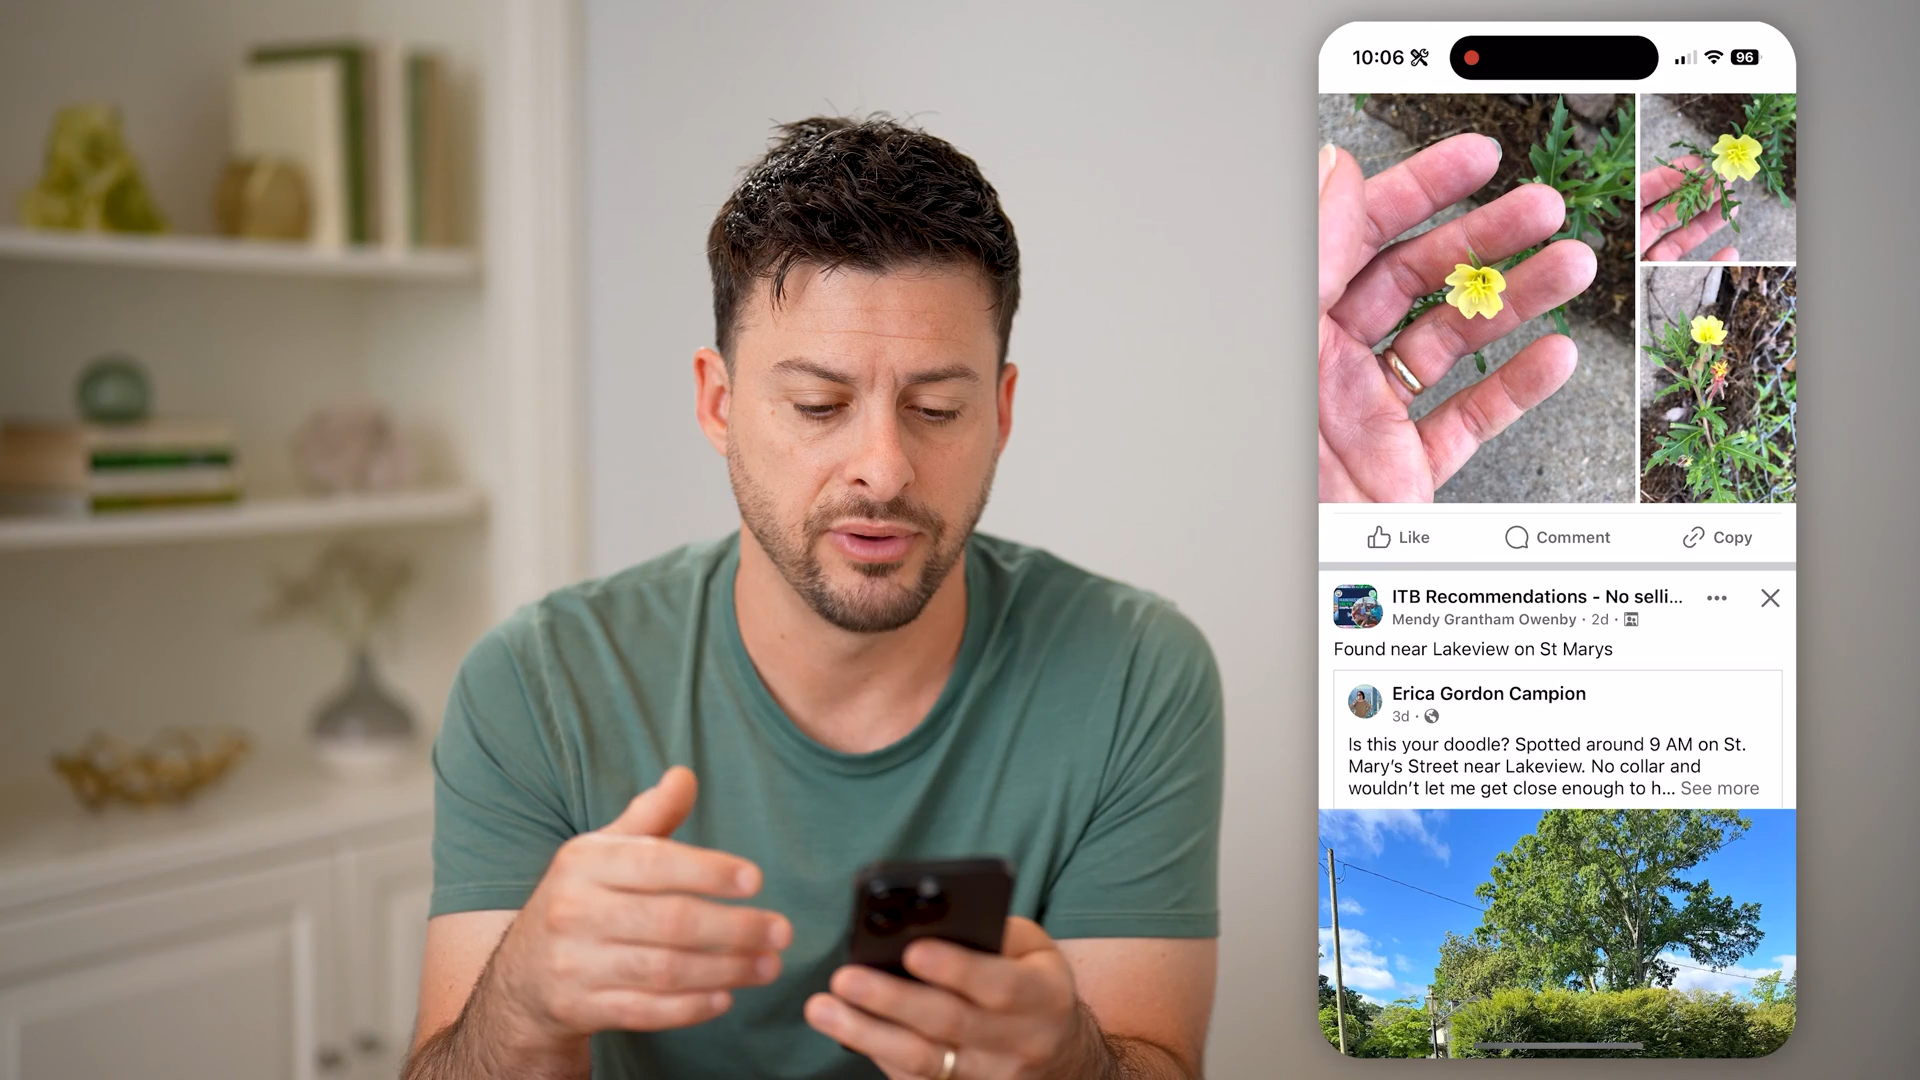 10:06
96
Like
Comment
Copy
ITB Recommendations - No selli...
Mendy Grantham Owenby · 2d ·
Found near Lakeview on St Marys
Erica Gordon Campion
3d ·
Is this your doodle? Spotted around 9 AM on St.
Mary's Street near Lakeview. No collar and
wouldn't let me get close enough to h... See more